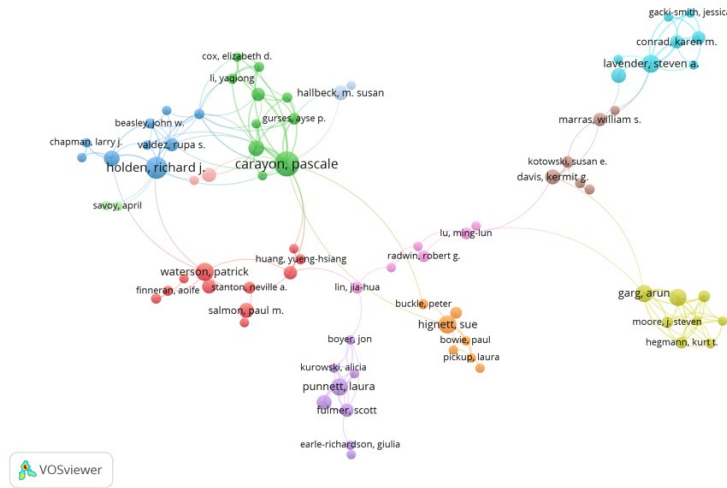 gacki-smith, jessica
conrad, karen m.
lavender, steven a.
cox, elizabeth d.
li, yaqiong
hallbeck, m. susan
beasley, john w.
gurses, ayse p.
marras, william s.
chapman, larry j.
valdez, rupa s.
holden, richard j.
carayon, pascale
kotowski, susan e.
davis, kermit g.
savoy, april
lu, ming-lun
huang, yueng-hsiang
radwin, robert g.
waterson, patrick
finneran, aoife
stanton, neville a.
lin, jia-hua
garg, arun
buckle, peter
salmon, paul m.
hignett, sue
moore, j. steven
boyer, jon
bowie, paul
hegmann, kurt t.
pickup, laura
kurowski, alicia
punnett, laura
fulmer, scott
earle-richardson, giulia
VOSviewer